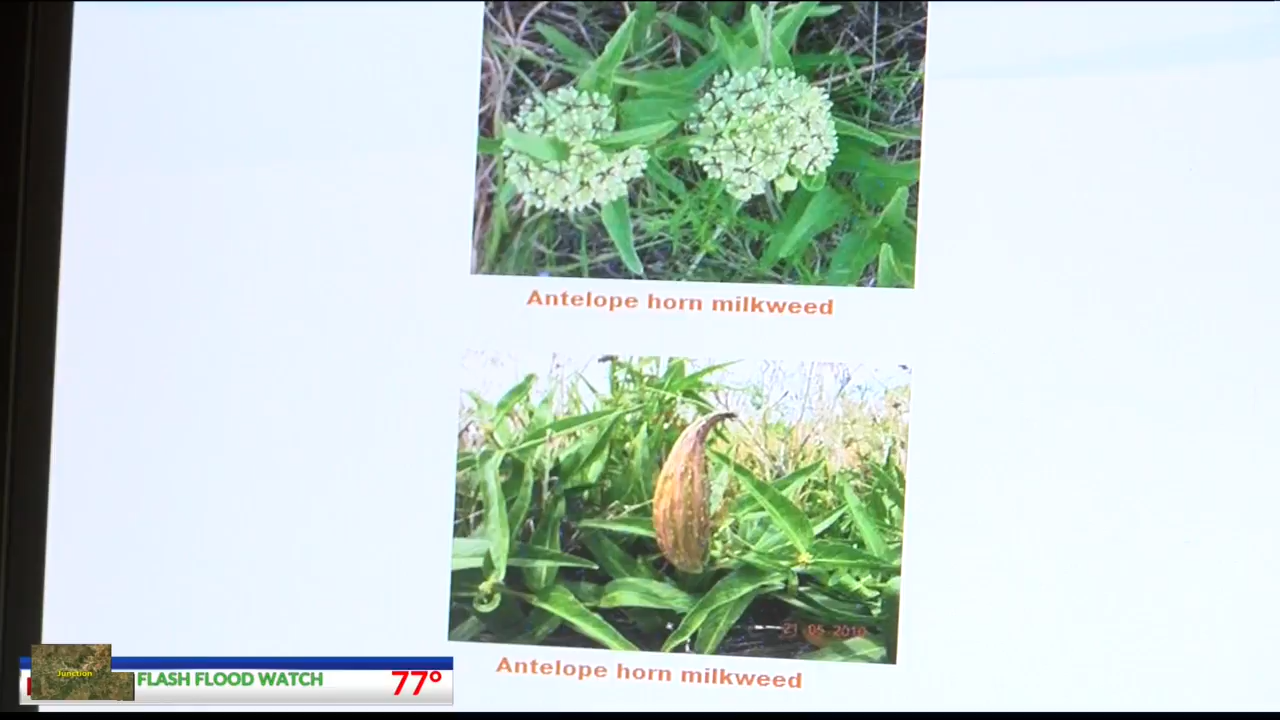 Antelope horn milkweed
21 05 2010
Antelope horn milkweed
Junction
FLASH FLOOD WATCH
77°